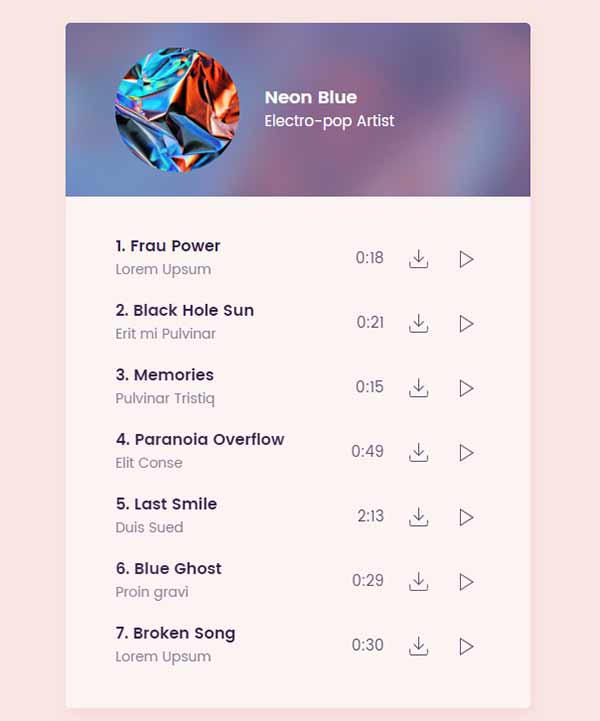 Neon Blue
Electro-pop Artist
1. Frau Power
Lorem Upsum
0:18
2. Black Hole Sun
Erit mi Pulvinar
0:21
3. Memories
Pulvinar Tristiq
0:15
4. Paranoia Overflow
Elit Conse
0:49
5. Last Smile
Duis Sued
2:13
6. Blue Ghost
Proin gravi
0:29
7. Broken Song
Lorem Upsum
0:30